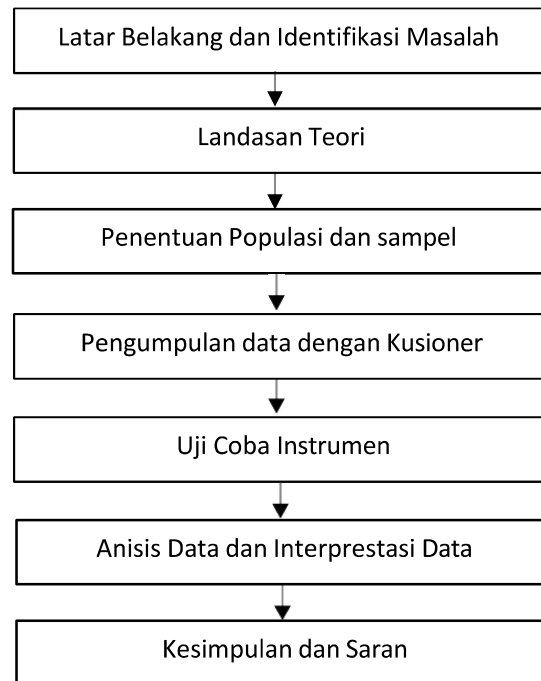 Latar Belakang dan Identifikasi Masalah
Landasan Teori
Penentuan Populasi dan sampel
Pengumpulan data dengan Kusioner
Uji Coba Instrumen
Anisis Data dan Interprestasi Data
Kesimpulan dan Saran